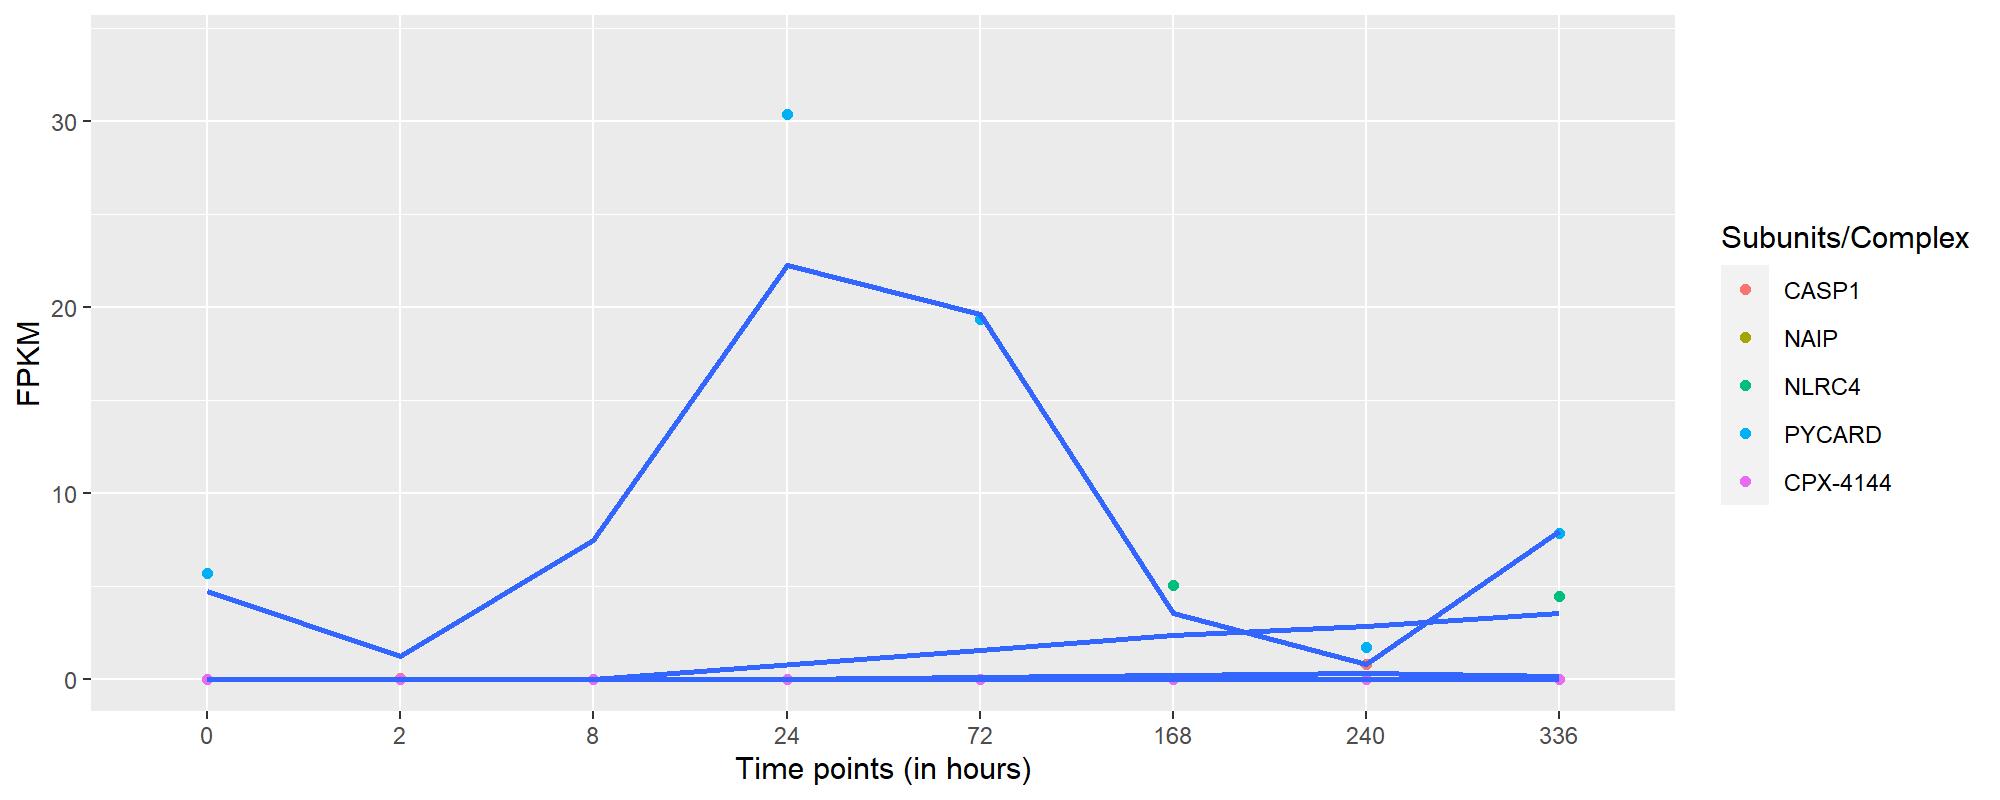 30
20
10
0
FPKM
0 2 8 24 72 168 240 336
Time points (in hours)
Subunits/Complex
CASP1
NAIP
NLRC4
PYCARD
CPX-4144